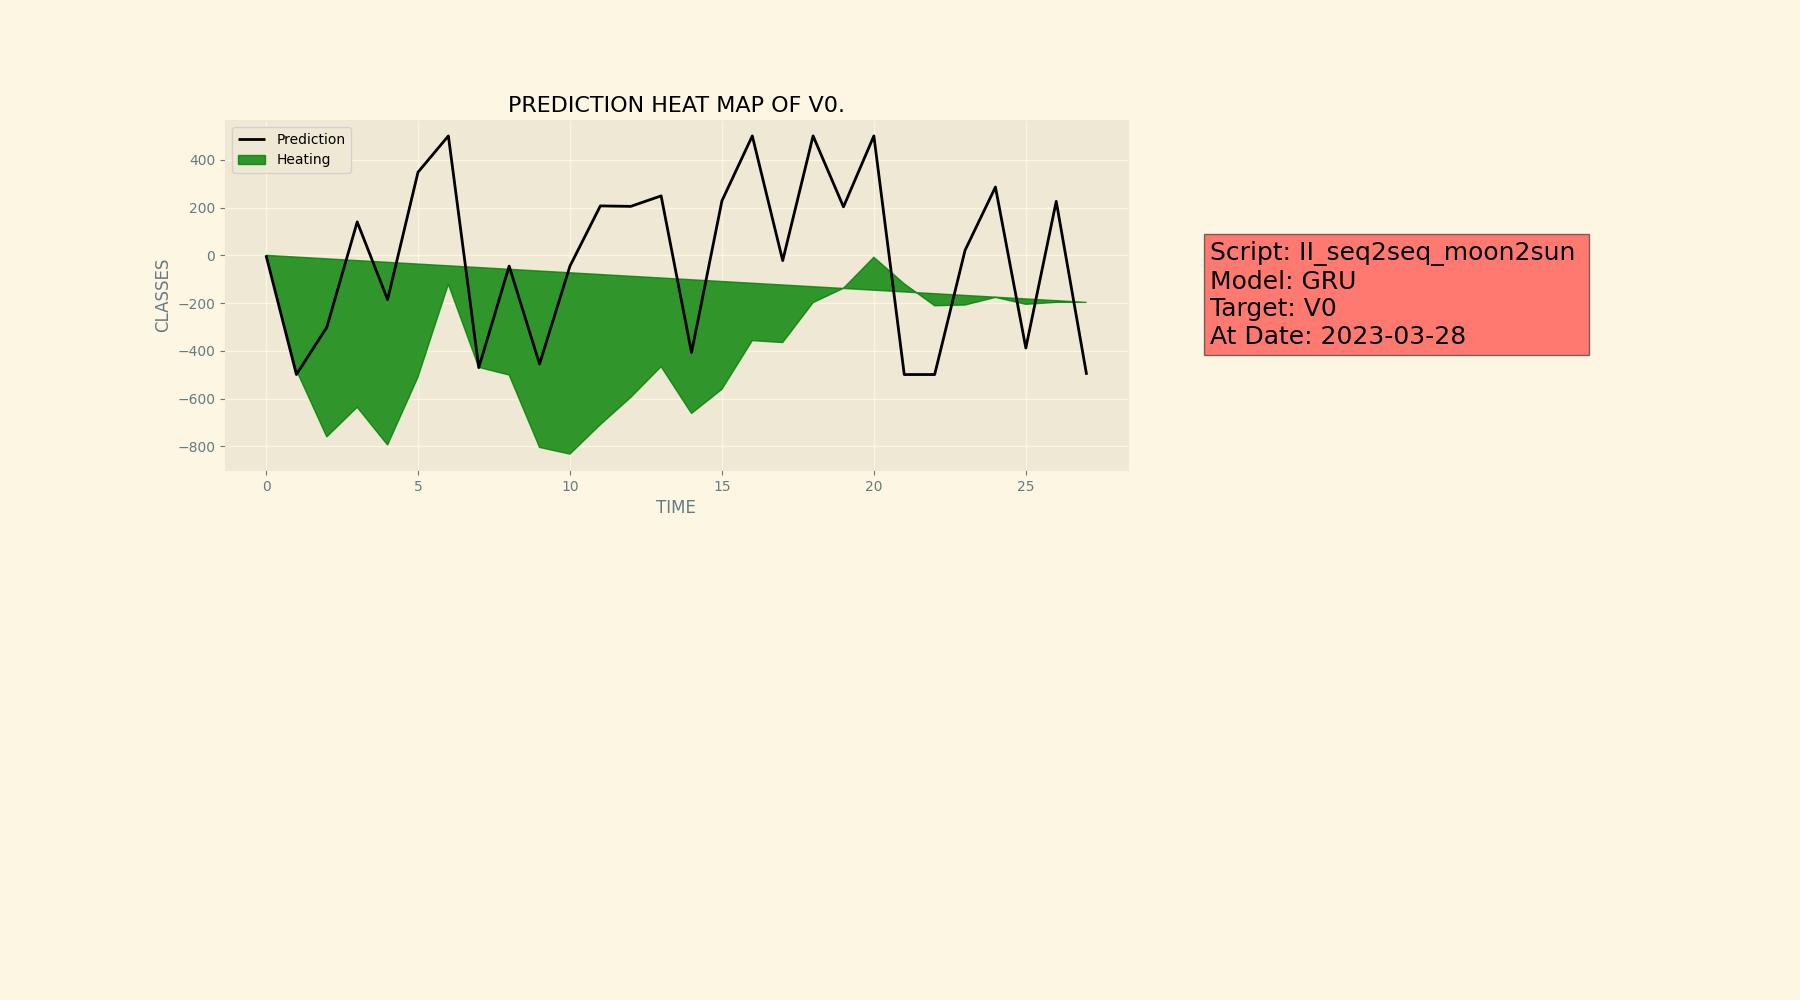 PREDICTION HEAT MAP OF V0.
Prediction
Heating
400
200
0
−200
−400
−600
−800
CLASSES
0 5 10 15 20 25
TIME
Script: II_seq2seq_moon2sun
Model: GRU
Target: V0
At Date: 2023-03-28